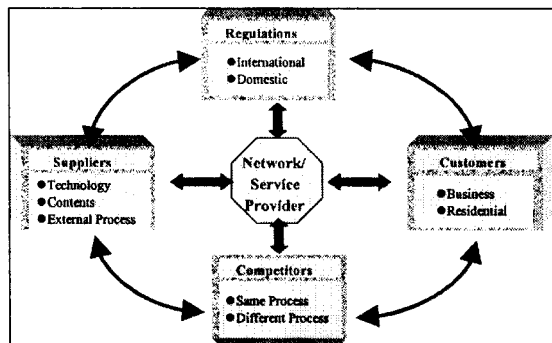 Regulations
● International
● Domestic
Suppliers
● Technology
● Contents
● External Process
Network/
Service
Provider
Customers
● Business
● Residential
Competitors
● Same Process
● Different Process